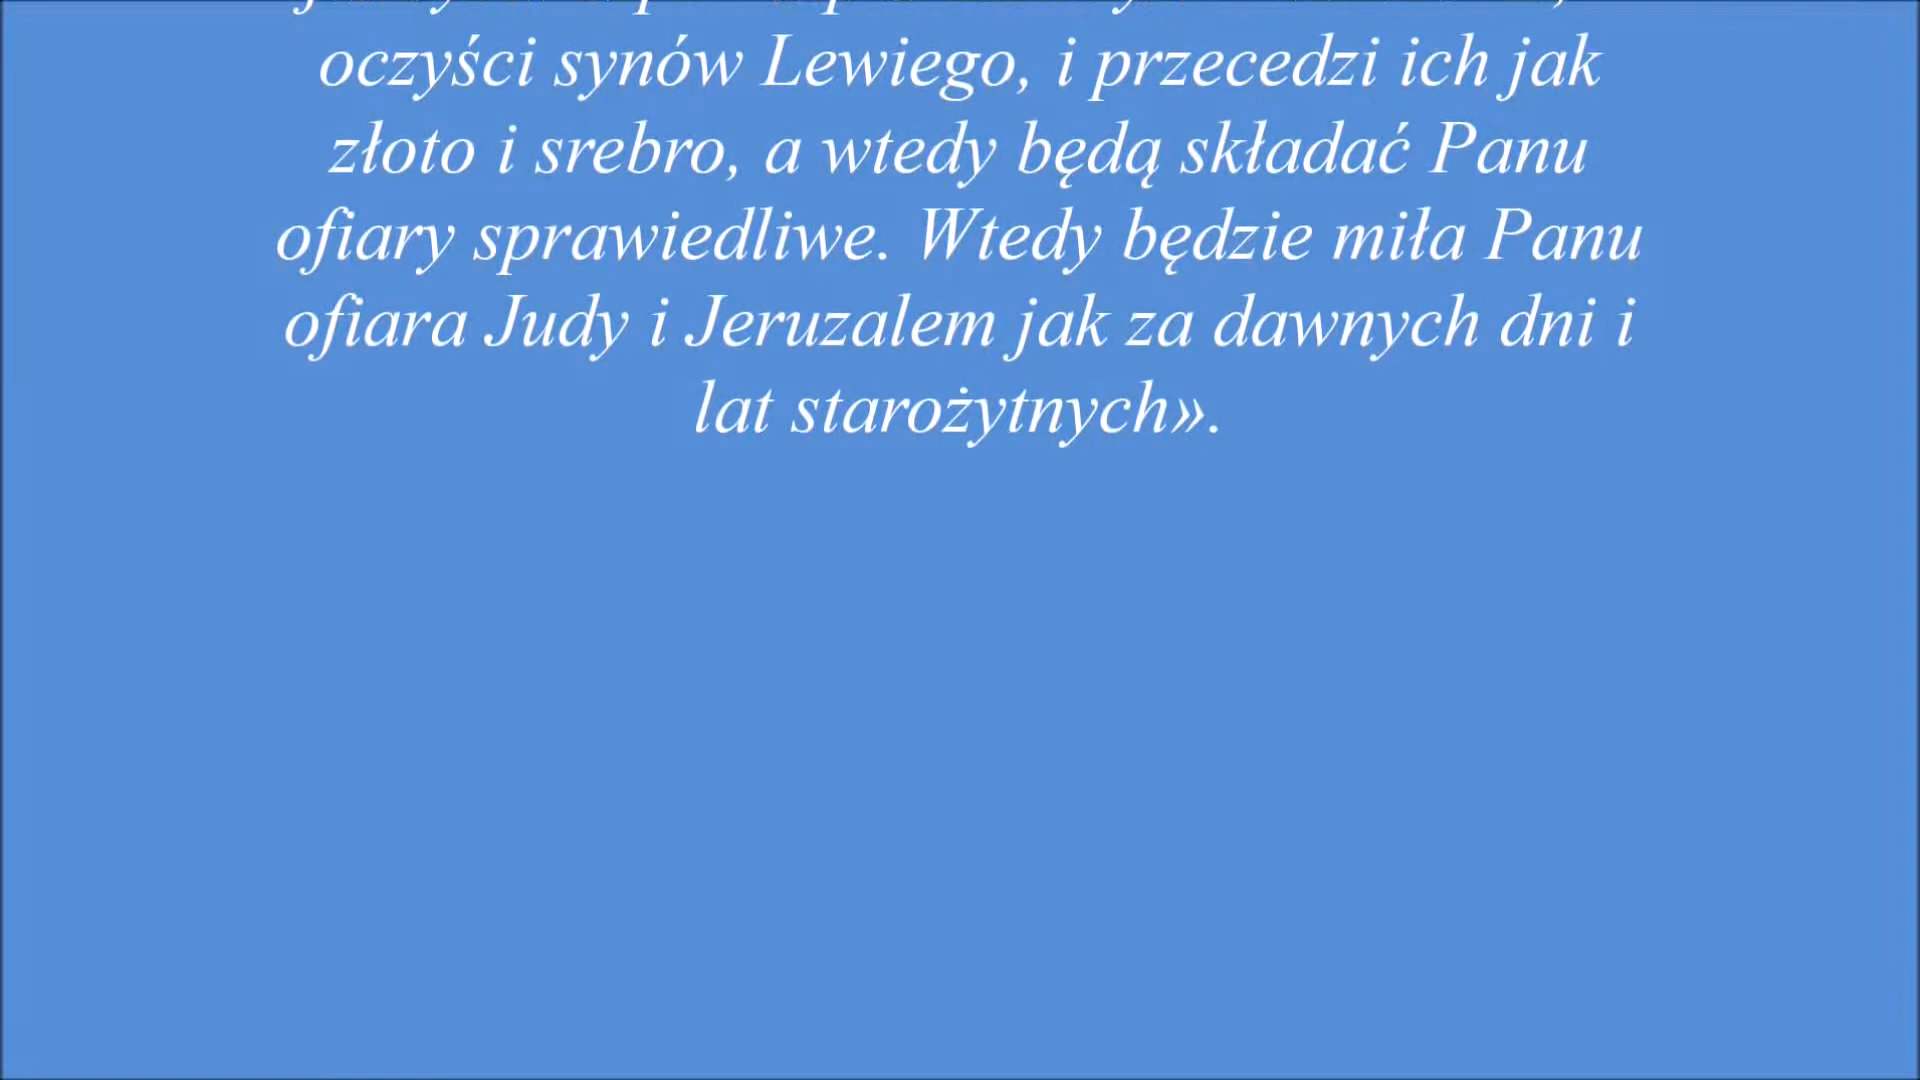 oczyści synów Lewiego, i przecedzi ich jak
złoto i srebro, a wtedy będą składać Panu
ofiary sprawiedliwe. Wtedy będzie miła Panu
ofiara Judy i Jeruzalem jak za dawnych dni i
lat starożytnych».